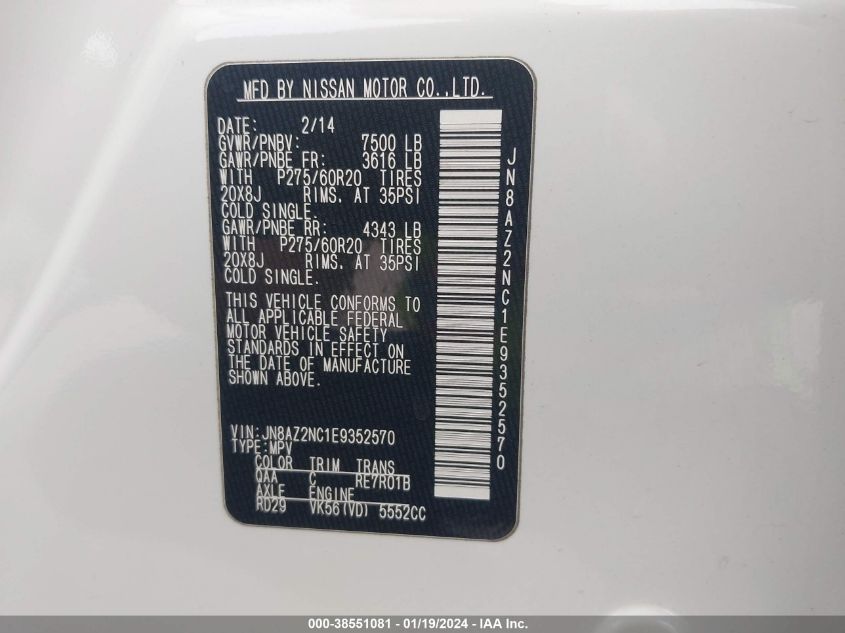 MFD BY NISSAN MOTOR CO.,LTD.
DATE: 2/14
GVWR/PNBV: 7500 LB
GAWR/PNBE FR: 3616 LB
WITH P275/60R20 TIRES
20X8J RIMS. AT 35PSI
COLD SINGLE.
GAWR/PNBE RR: 4343 LB
WITH P275/60R20 TIRES
20X8J RIMS. AT 35PSI
COLD SINGLE.
THIS VEHICLE CONFORMS TO
ALL APPLICABLE FEDERAL
MOTOR VEHICLE SAFETY
STANDARDS IN EFFECT ON
THE DATE OF MANUFACTURE
SHOWN ABOVE.
VIN:JN8AZ2NC1E9352570
TYPE:MPV
COLOR TRIM TRANS
QAA C RE7R01B
AXLE ENGINE
RD29 VK56(VD) 5552CC
JN8AZ2NC1E9352570
000-38551081 - 01/19/2024 - IAA Inc.